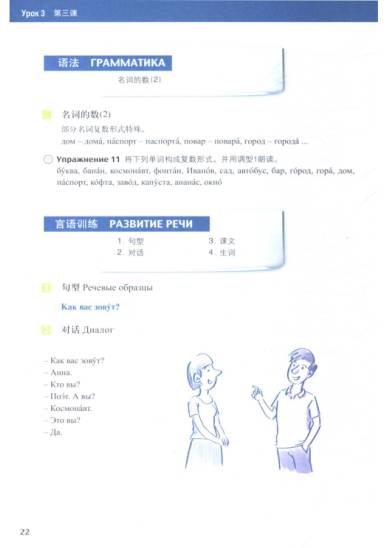 Урок 3 第三课
语法 ГРАММАТИКА
名词的数(2)
名词的数(2)
部分名词复数形式特殊。
дом – домá, пáспорт – паспортá, повар – поварá, город – городá ...
Упражнение 11 将下列单词构成复数形式，并用调型1朗读。
бýква, банáн, космонáвт, фонтáн, Иванóв, сад, автóбус, бар, гóрод, горá, дом,
пáспорт, кóфта, завóд, капýста, ананáс, окнó
言语训练 РАЗВИТИЕ РЕЧИ
1. 句型 3. 课文
2. 对话 4. 生词
1 句型 Речевые образцы
Как вас зовýт?
2 对话 Диалог
– Как вас зовýт?
– Анна.
– Кто вы?
– Поэ́т. А вы?
– Космонáвт.
– Это вы?
– Да.
22